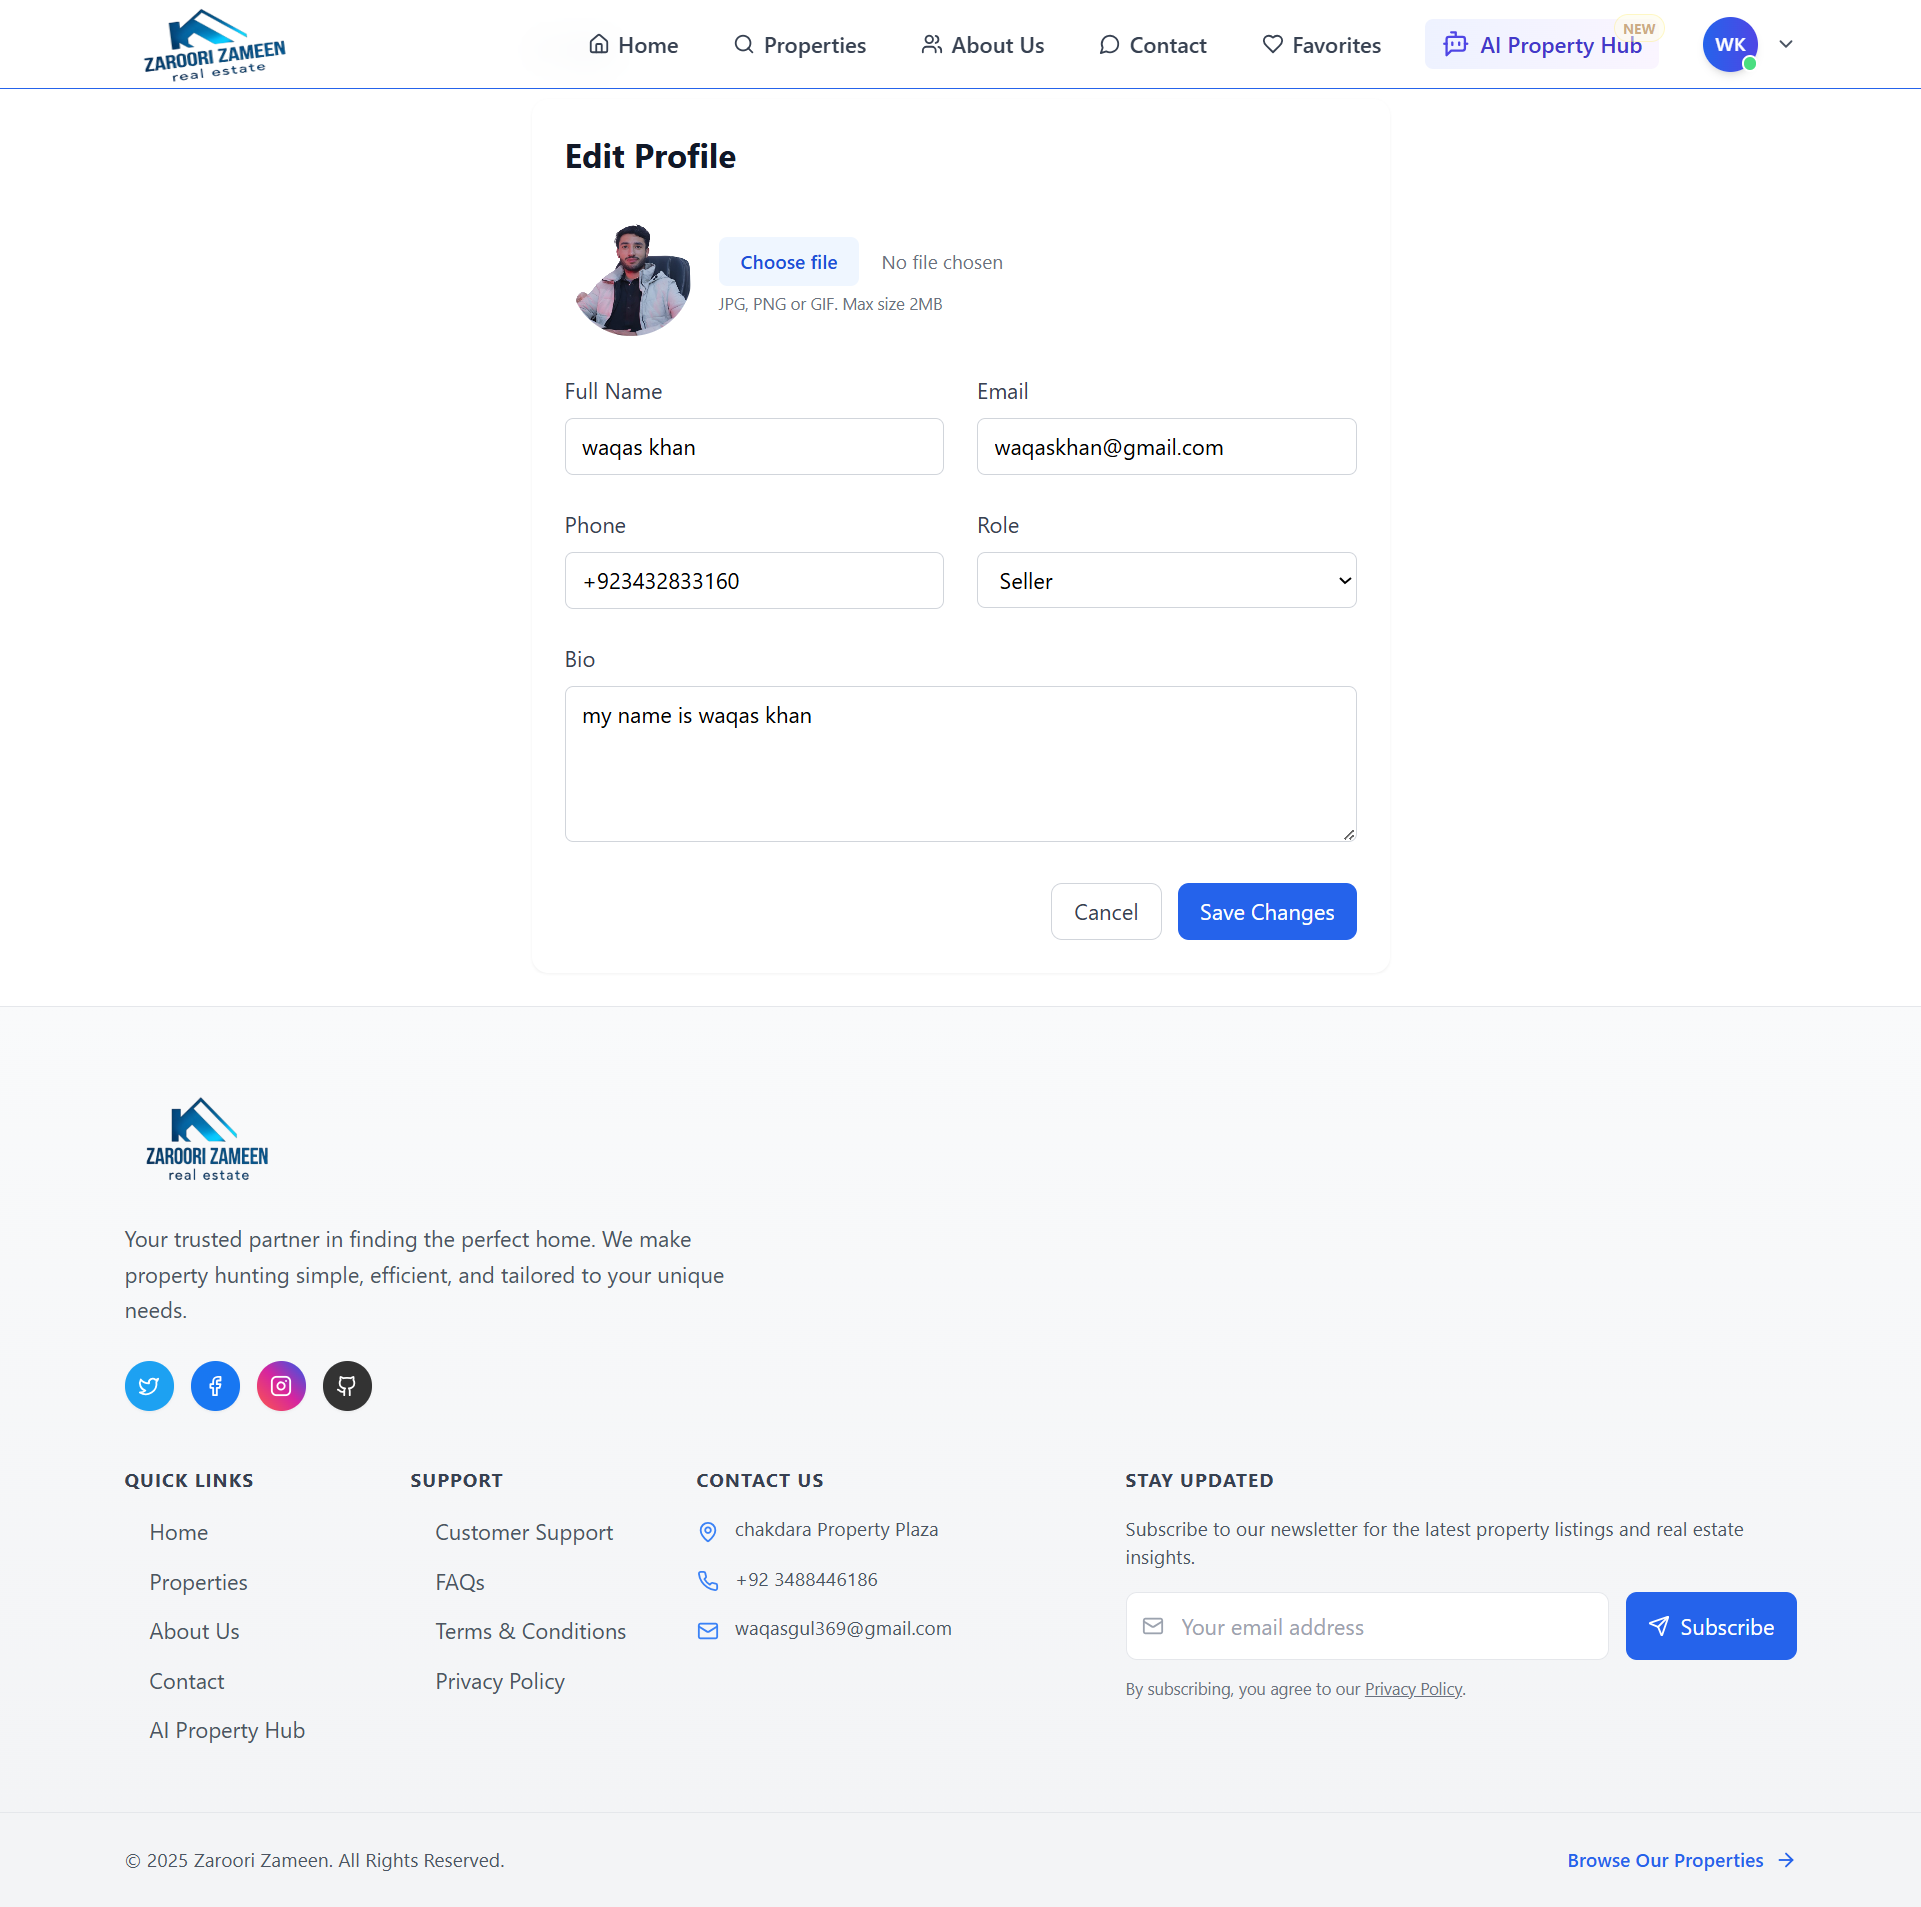 ZAROORI ZAMEEN
real estate
Home
Properties
About Us
Contact
Favorites
AI Property Hub
NEW
WK
Edit Profile
Choose file
No file chosen
JPG, PNG or GIF. Max size 2MB
Full Name
Email
waqas khan
waqaskhan@gmail.com
Phone
Role
+923432833160
Seller
Bio
my name is waqas khan
Cancel
Save Changes
ZAROORI ZAMEEN
real estate
Your trusted partner in finding the perfect home. We make
property hunting simple, efficient, and tailored to your unique
needs.
QUICK LINKS
Home
Properties
About Us
Contact
AI Property Hub
SUPPORT
Customer Support
FAQs
Terms & Conditions
Privacy Policy
CONTACT US
chakdara Property Plaza
+92 3488446186
waqasgul369@gmail.com
STAY UPDATED
Subscribe to our newsletter for the latest property listings and real estate
insights.
Your email address
Subscribe
By subscribing, you agree to our Privacy Policy.
© 2025 Zaroori Zameen. All Rights Reserved.
Browse Our Properties